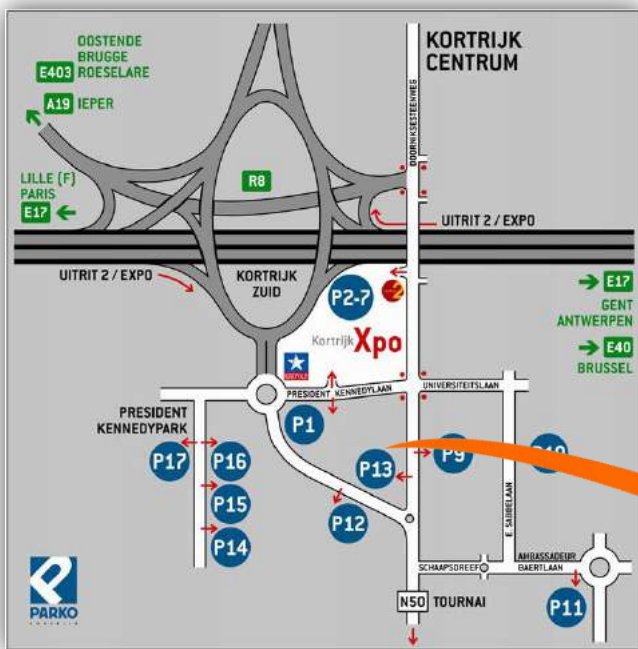 OOSTENDE
BRUGGE
E403 ROESELARE
A19 IEPER
KORTRIJK
CENTRUM
DOORNIKSESTEENWEG
LILLE (F)
PARIS
E17
R8
UITRIT 2 / EXPO
UITRIT 2 / EXPO
KORTRIJK
ZUID
P2-7
2
E17
GENT
ANTWERPEN
E40
BRUSSEL
Kortrijk Xpo
PRESIDENT KENNEDYLAAN
UNIVERSITEITSLAAN
PRESIDENT
KENNEDYPARK
P1
P17
P16
P13
P9
P15
P12
P14
E. SABBELAAN
SCHAAPSDREEF
AMBASSADEUR
BAERTLAAN
P11
N50 TOURNAI
PARKO